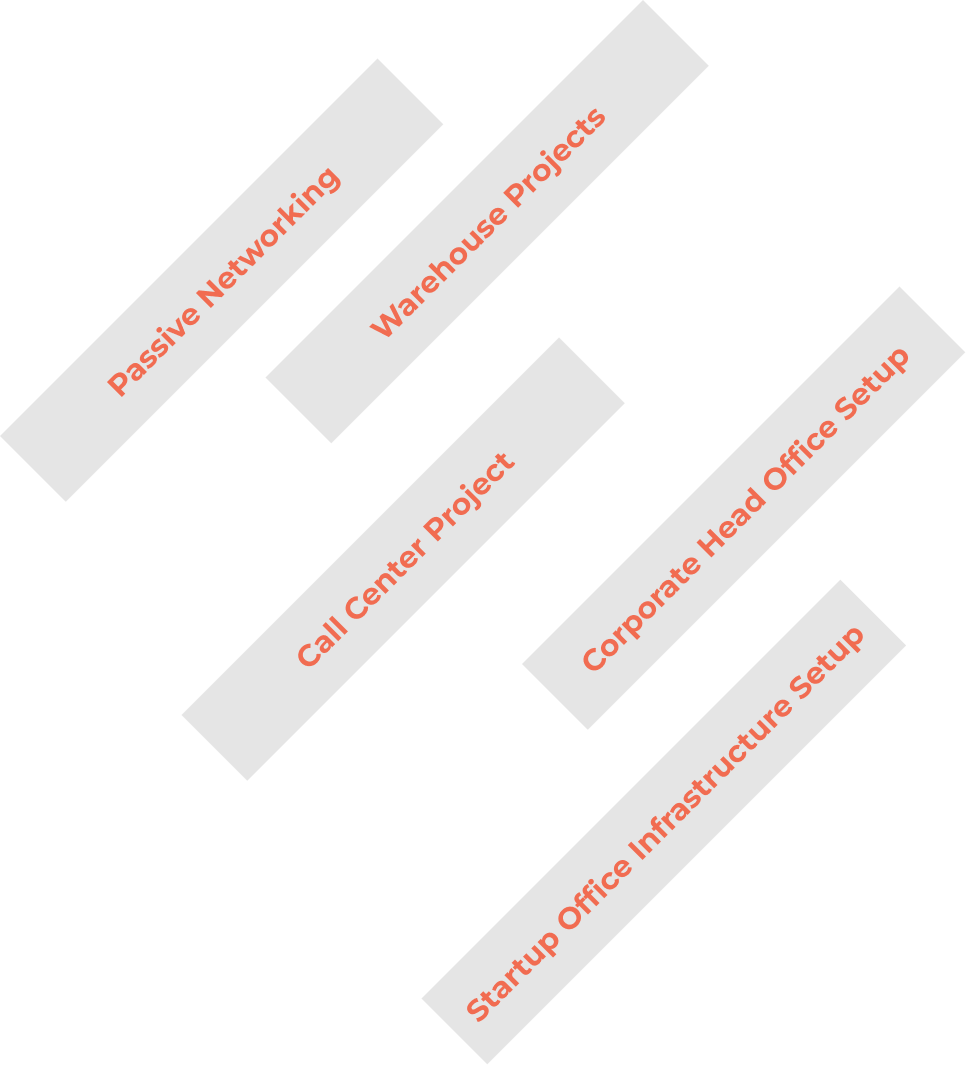 Passive Networking
Warehouse Projects
Call Center Project
Corporate Head Office Setup
Startup Office Infrastructure Setup